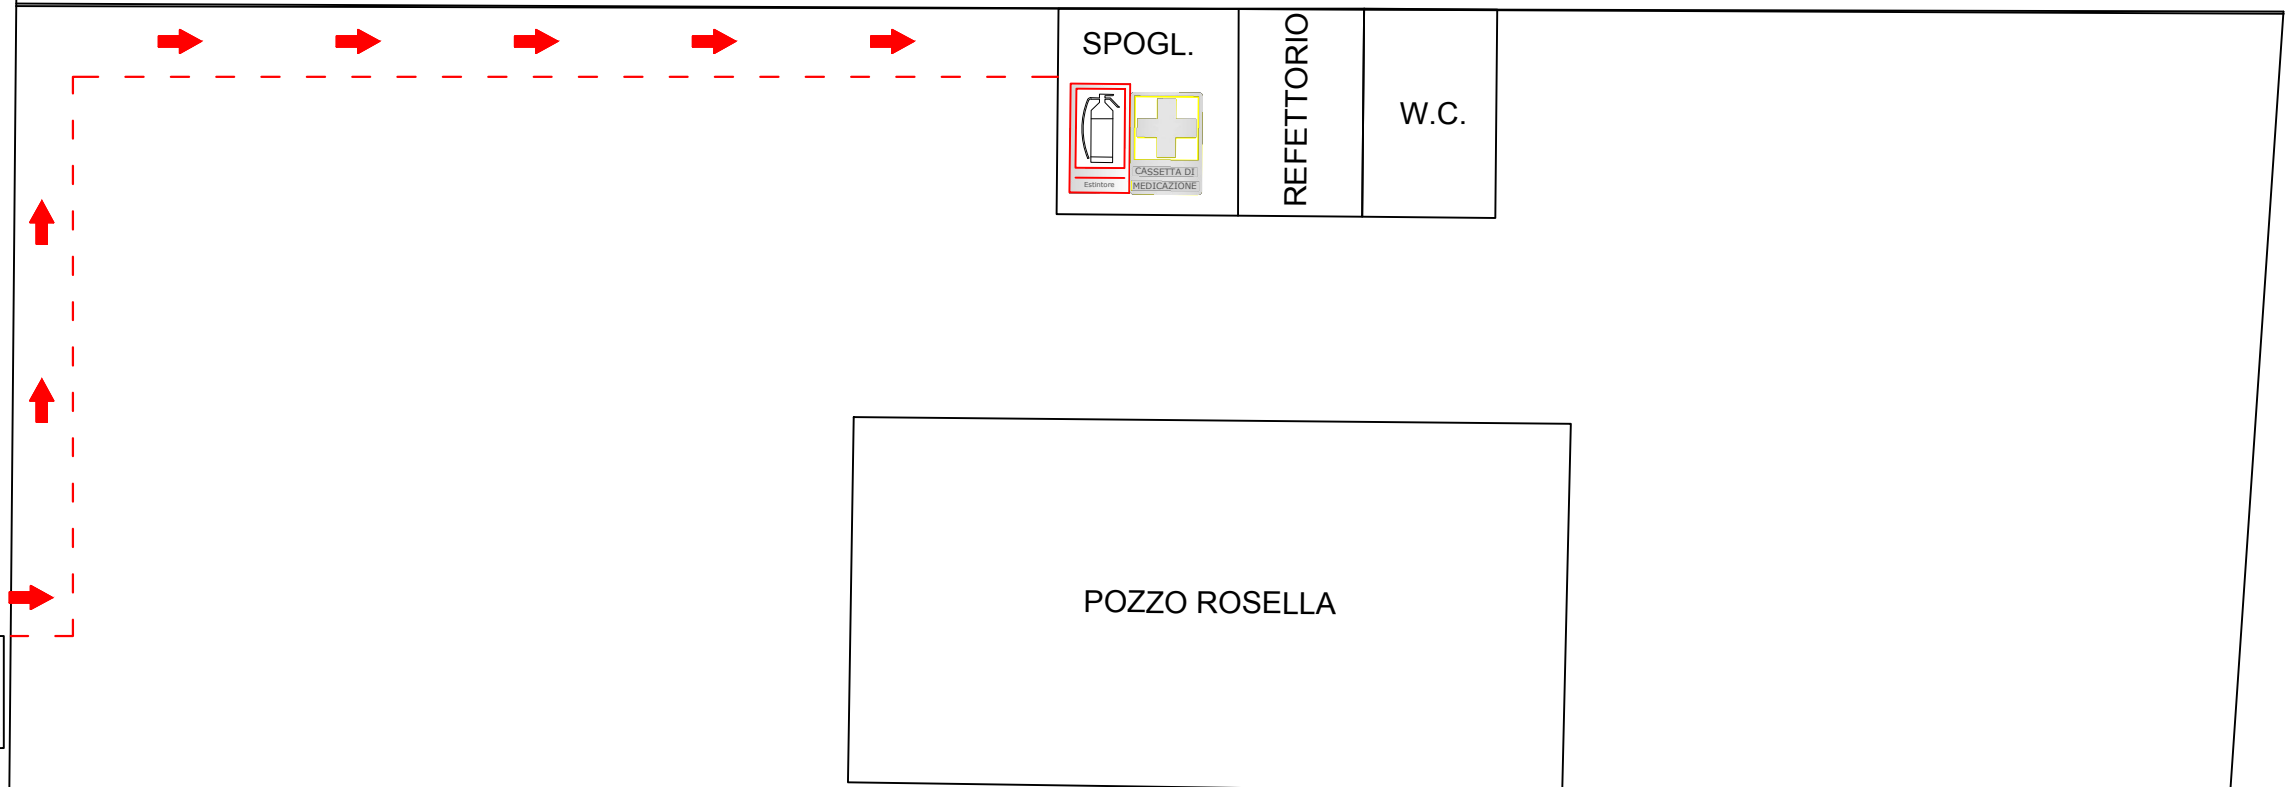 SPOGL.
REFETTORIO
W.C.
Estintore
CASSETTA DI
MEDICAZIONE
POZZO ROSELLA